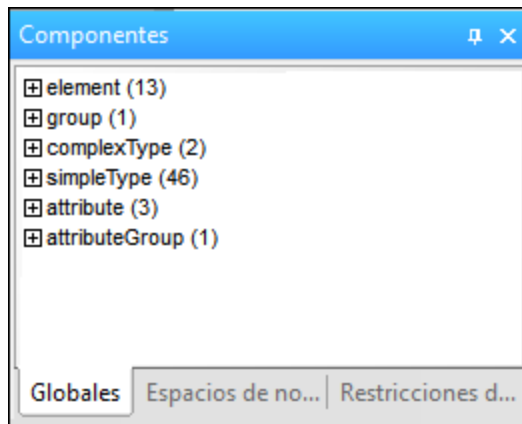 Componentes
element (13)
group (1)
complexType (2)
simpleType (46)
attribute (3)
attributeGroup (1)
Globales Espacios de no... Restricciones d...